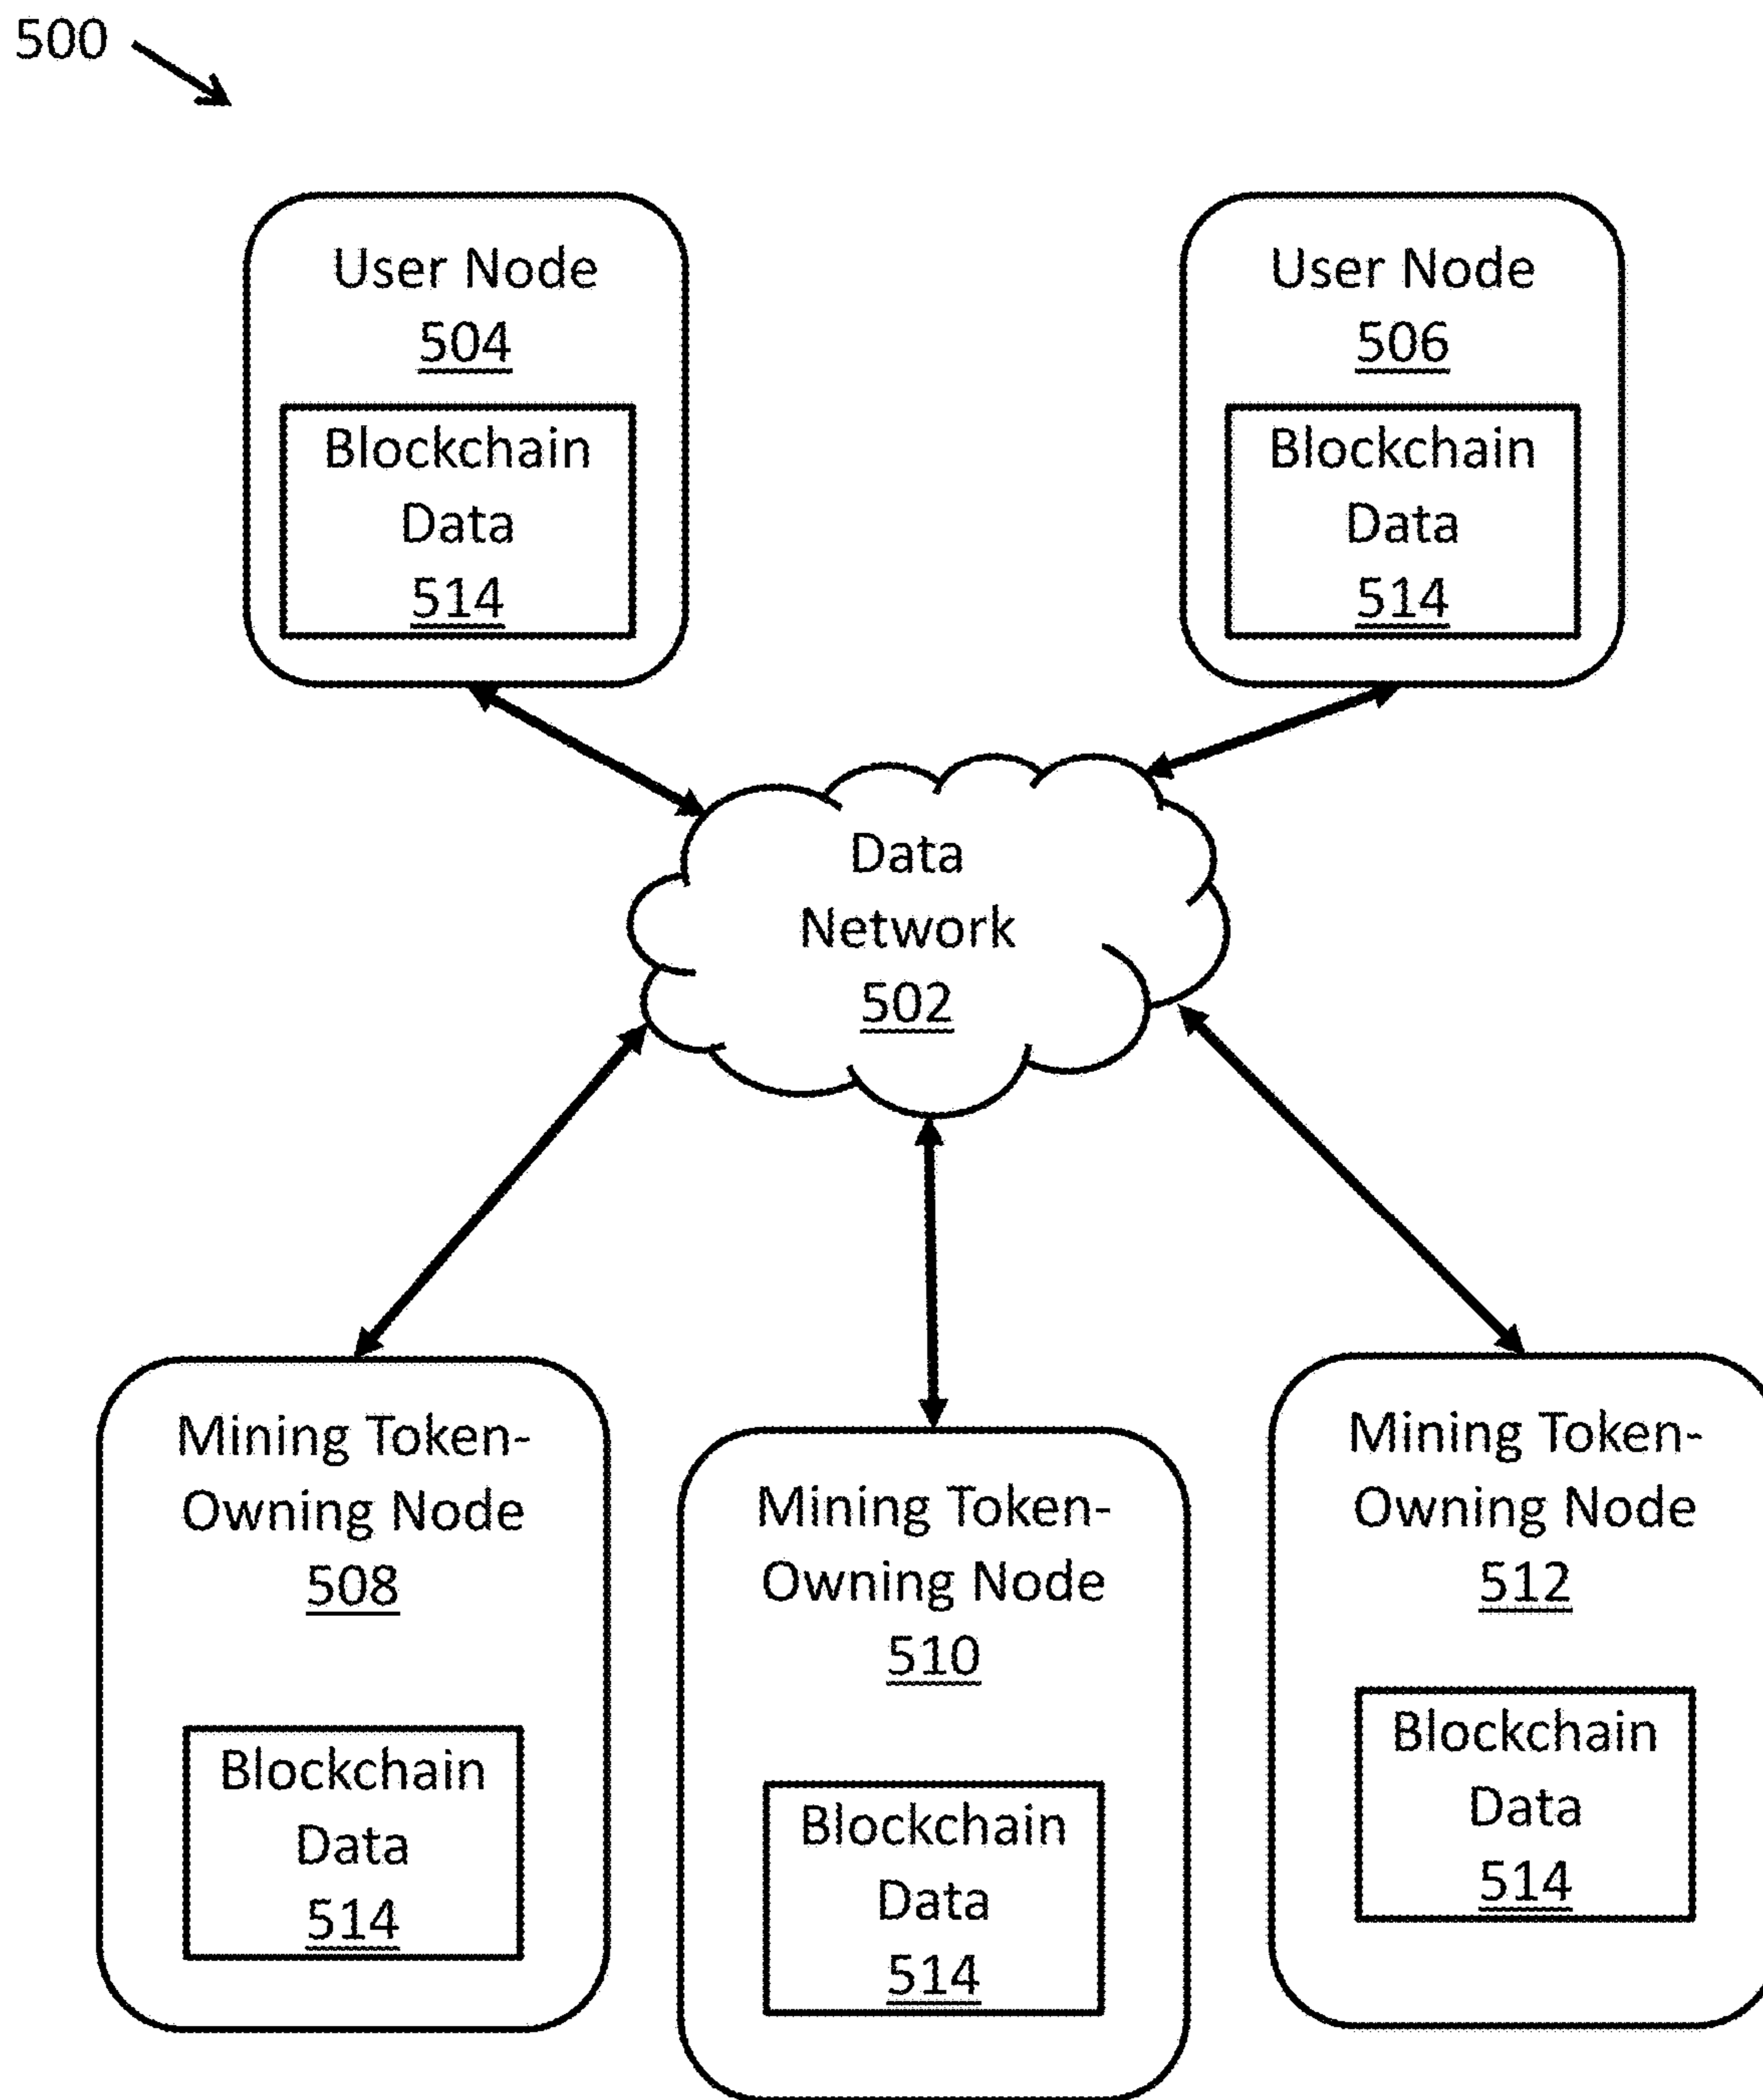 500
User Node
504
Blockchain
Data
514
User Node
506
Blockchain
Data
514
Data
Network
502
Mining Token-
Owning Node
508
Blockchain
Data
514
Mining Token-
Owning Node
510
Blockchain
Data
514
Mining Token-
Owning Node
512
Blockchain
Data
514